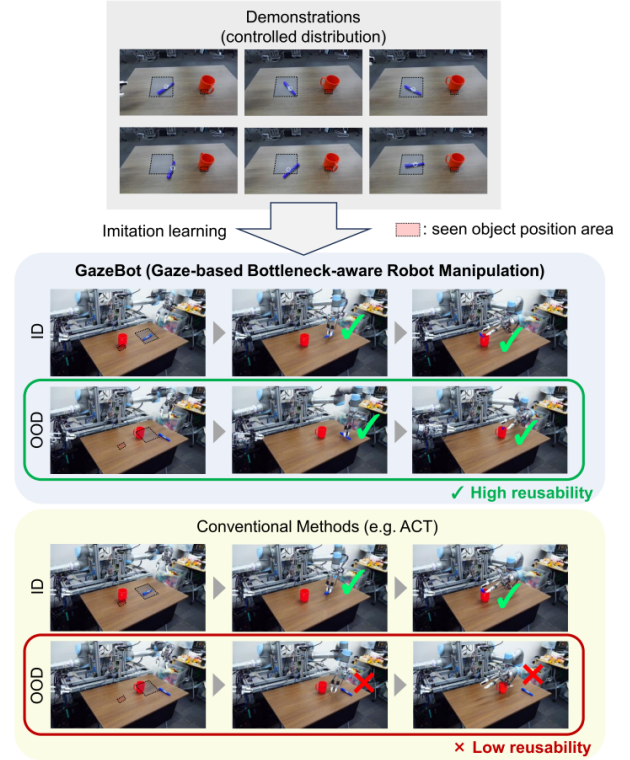 Demonstrations
(controlled distribution)
Imitation learning
: seen object position area
GazeBot (Gaze-based Bottleneck-aware Robot Manipulation)
ID
OOD
✓ High reusability
Conventional Methods (e.g. ACT)
ID
OOD
× Low reusability